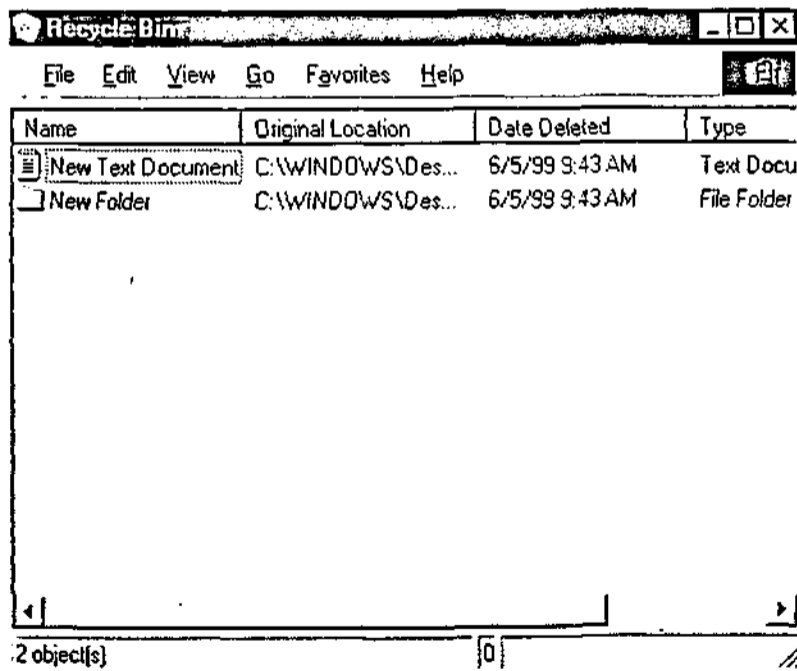 Recycle Bin
File Edit View Go Favorites Help
Name Original Location Date Deleted Type
New Text Document C:\WINDOWS\Des... 6/5/99 9:43 AM Text Docu
New Folder C:\WINDOWS\Des... 6/5/99 9:43 AM File Folder
2 object(s) 0